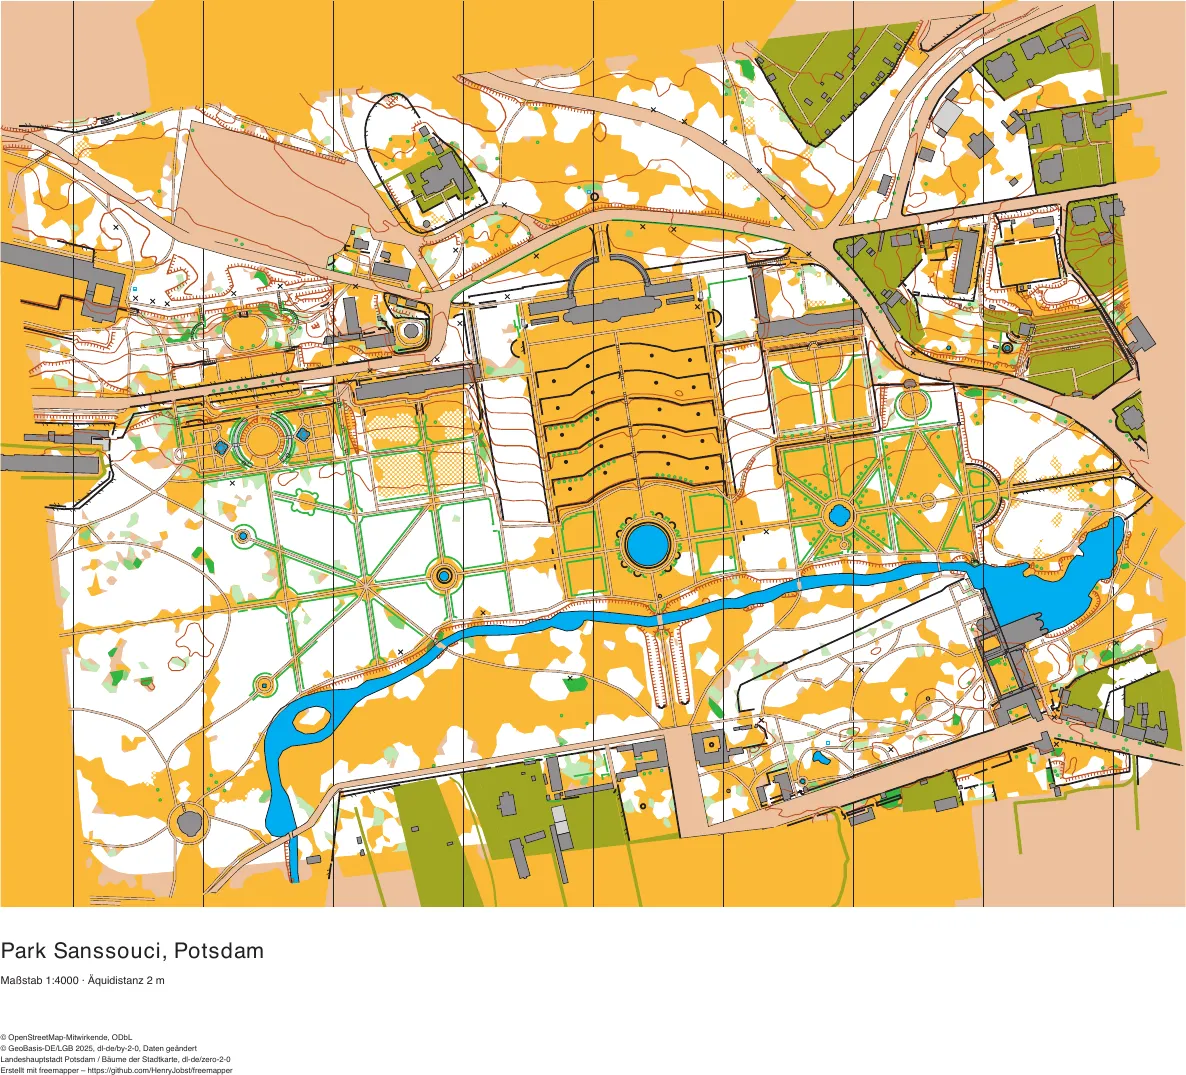 Park Sanssouci, Potsdam
Maßstab 1:4000 · Äquidistanz 2 m
© OpenStreetMap-Mitwirkende, ODbL
© GeoBasis-DE/LGB 2025, dl-de/by-2-0, Daten geändert
Landeshauptstadt Potsdam / Bäume der Stadtkarte, dl-de/zero-2-0
Erstellt mit freemapper – https://github.com/HenryJobst/freemapper